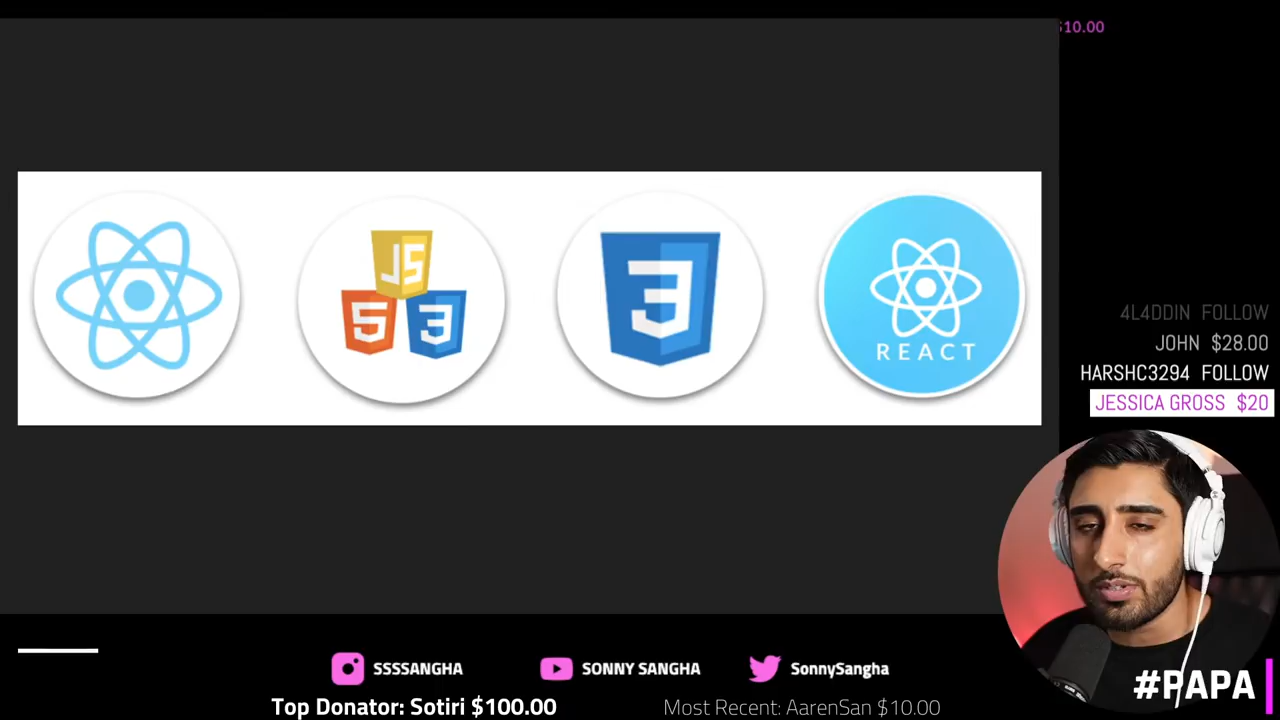 $10.00
JS
5
3
3
REACT
4L4DDIN FOLLOW
JOHN $28.00
HARSHC3294 FOLLOW
JESSICA GROSS $20
SSSSANGHA
SONNY SANGHA
SonnySangha
#PAPA
Top Donator: Sotiri $100.00
Most Recent: AarenSan $10.00